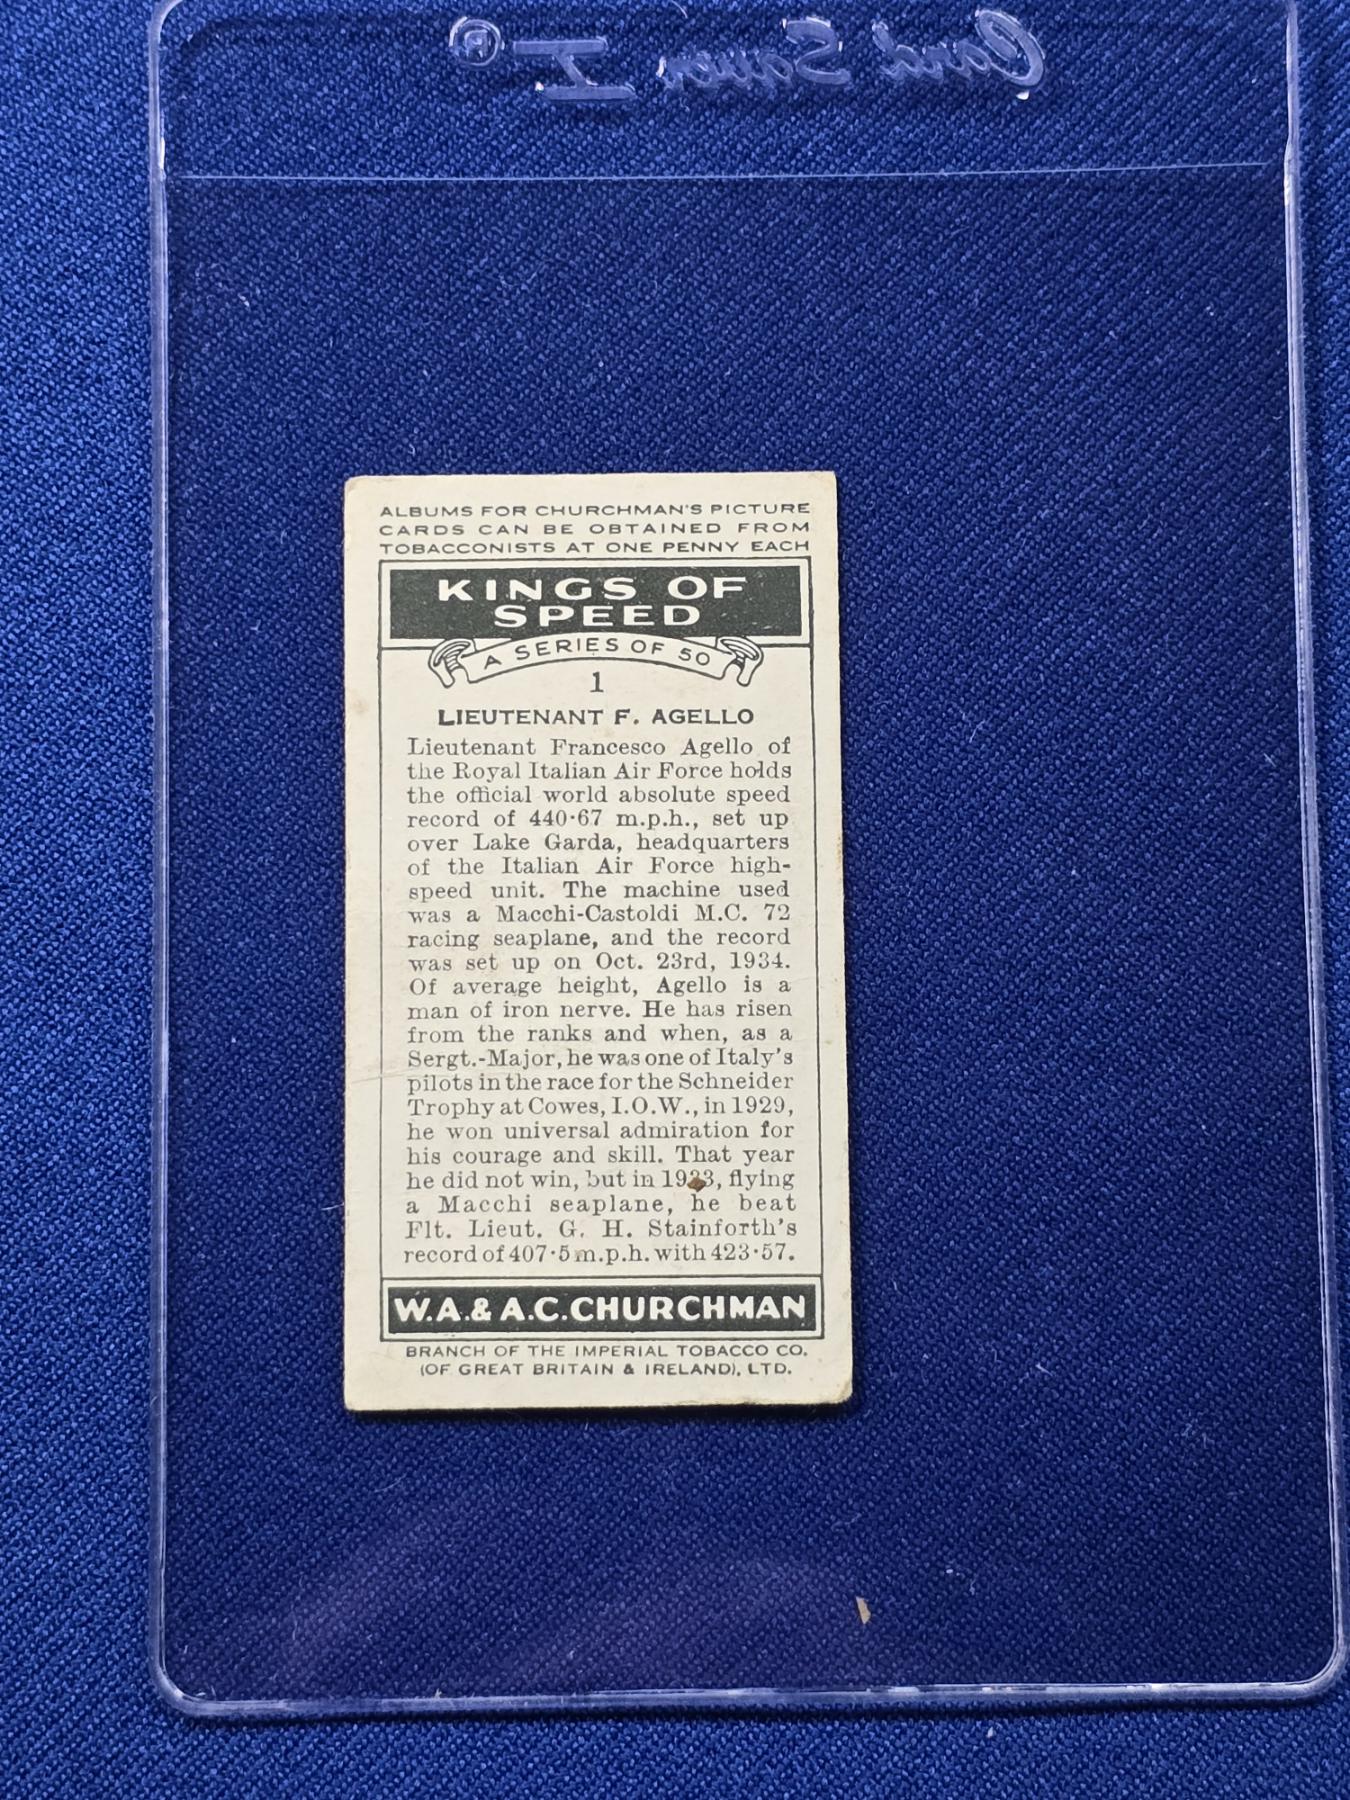 Card Saver I®
ALBUMS FOR CHURCHMAN'S PICTURE
CARDS CAN BE OBTAINED FROM
TOBACCONISTS AT ONE PENNY EACH
KINGS OF
SPEED
A SERIES OF 50
1
LIEUTENANT F. AGELLO
Lieutenant Francesco Agello of
the Royal Italian Air Force holds
the official world absolute speed
record of 440·67 m.p.h., set up
over Lake Garda, headquarters
of the Italian Air Force high-
speed unit. The machine used
was a Macchi-Castoldi M.C. 72
racing seaplane, and the record
was set up on Oct. 23rd, 1934.
Of average height, Agello is a
man of iron nerve. He has risen
from the ranks and when, as a
Sergt.-Major, he was one of Italy's
pilots in the race for the Schneider
Trophy at Cowes, I.O.W., in 1929,
he won universal admiration for
his courage and skill. That year
he did not win, but in 1933, flying
a Macchi seaplane, he beat
Flt. Lieut. G. H. Stainforth's
record of 407·5 m.p.h. with 423·57.
W.A.& A.C.CHURCHMAN
BRANCH OF THE IMPERIAL TOBACCO CO.
(OF GREAT BRITAIN & IRELAND), LTD.